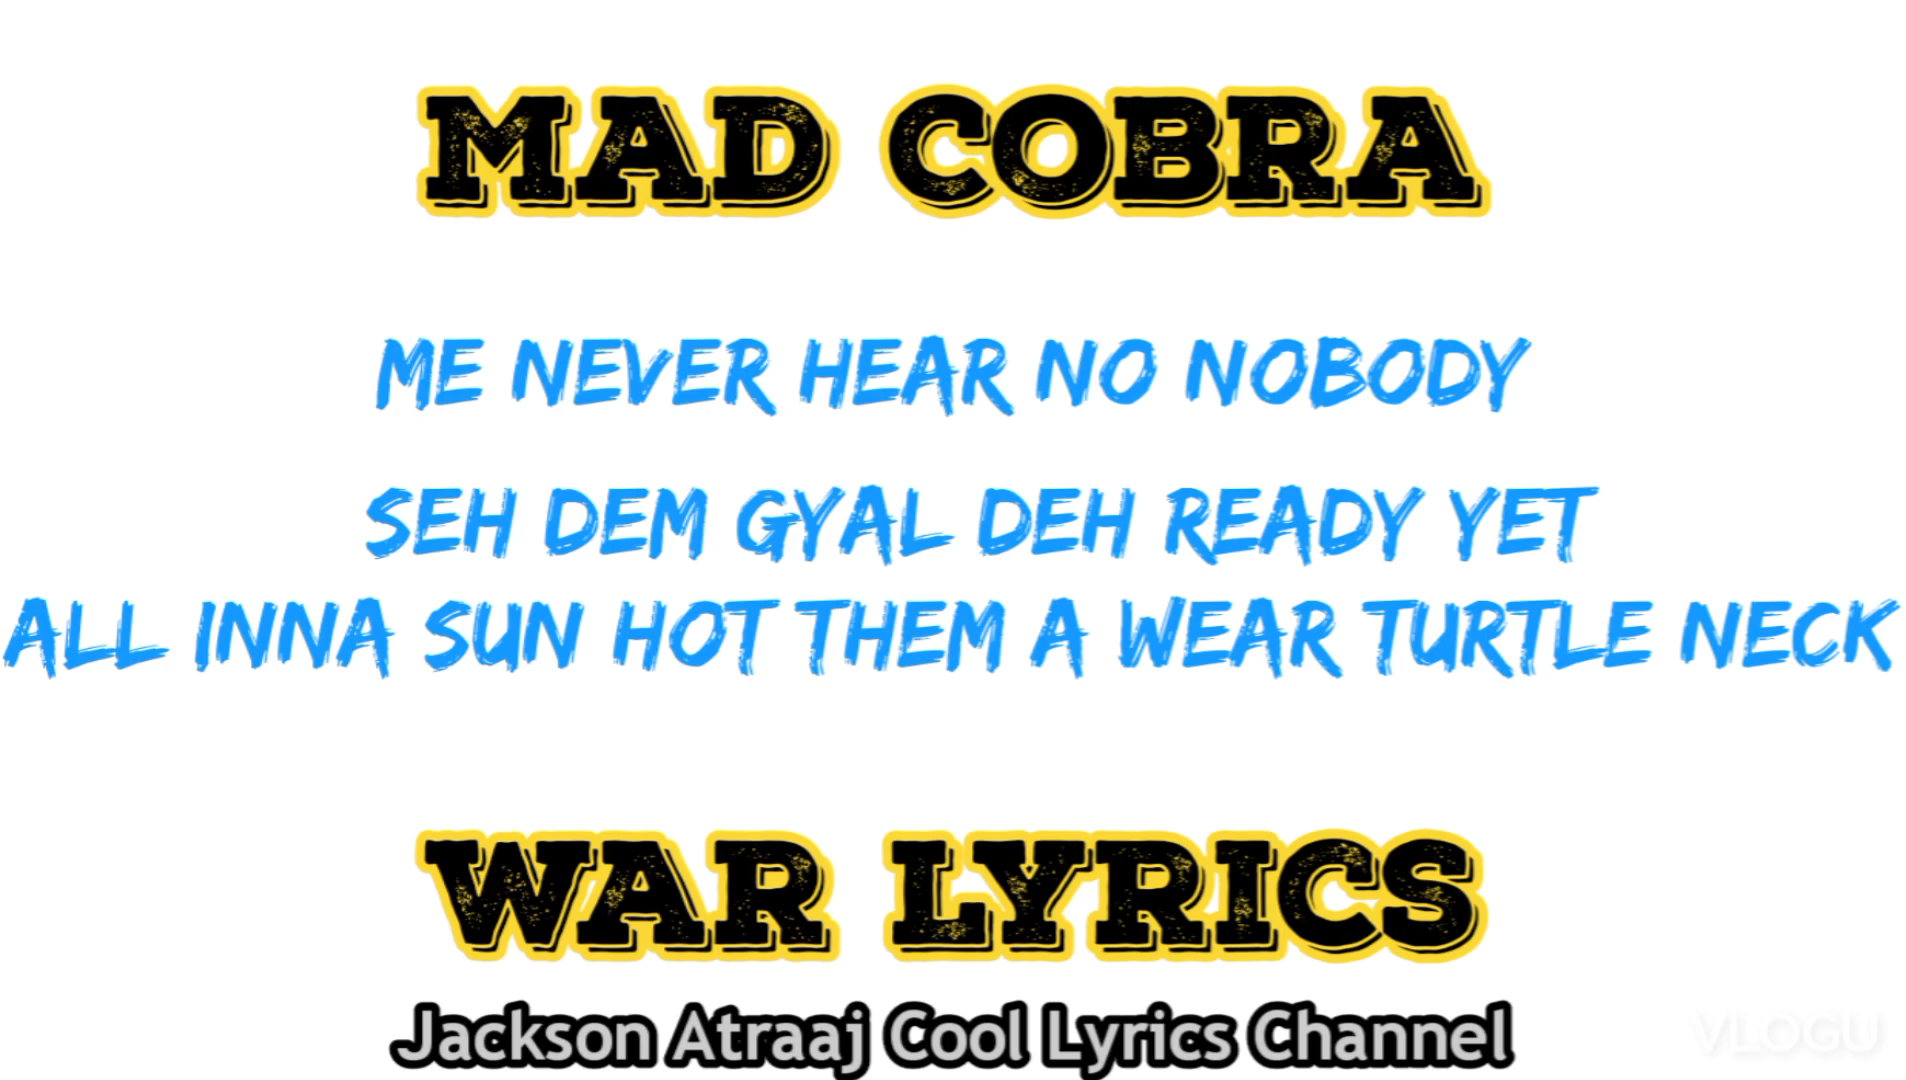 MAD COBRA
ME NEVER HEAR NO NOBODY
SEH DEM GYAL DEH READY YET
ALL INNA SUN HOT THEM A WEAR TURTLE NECK
WAR LYRICS
Jackson Atraaj Cool Lyrics Channel
VLOGU